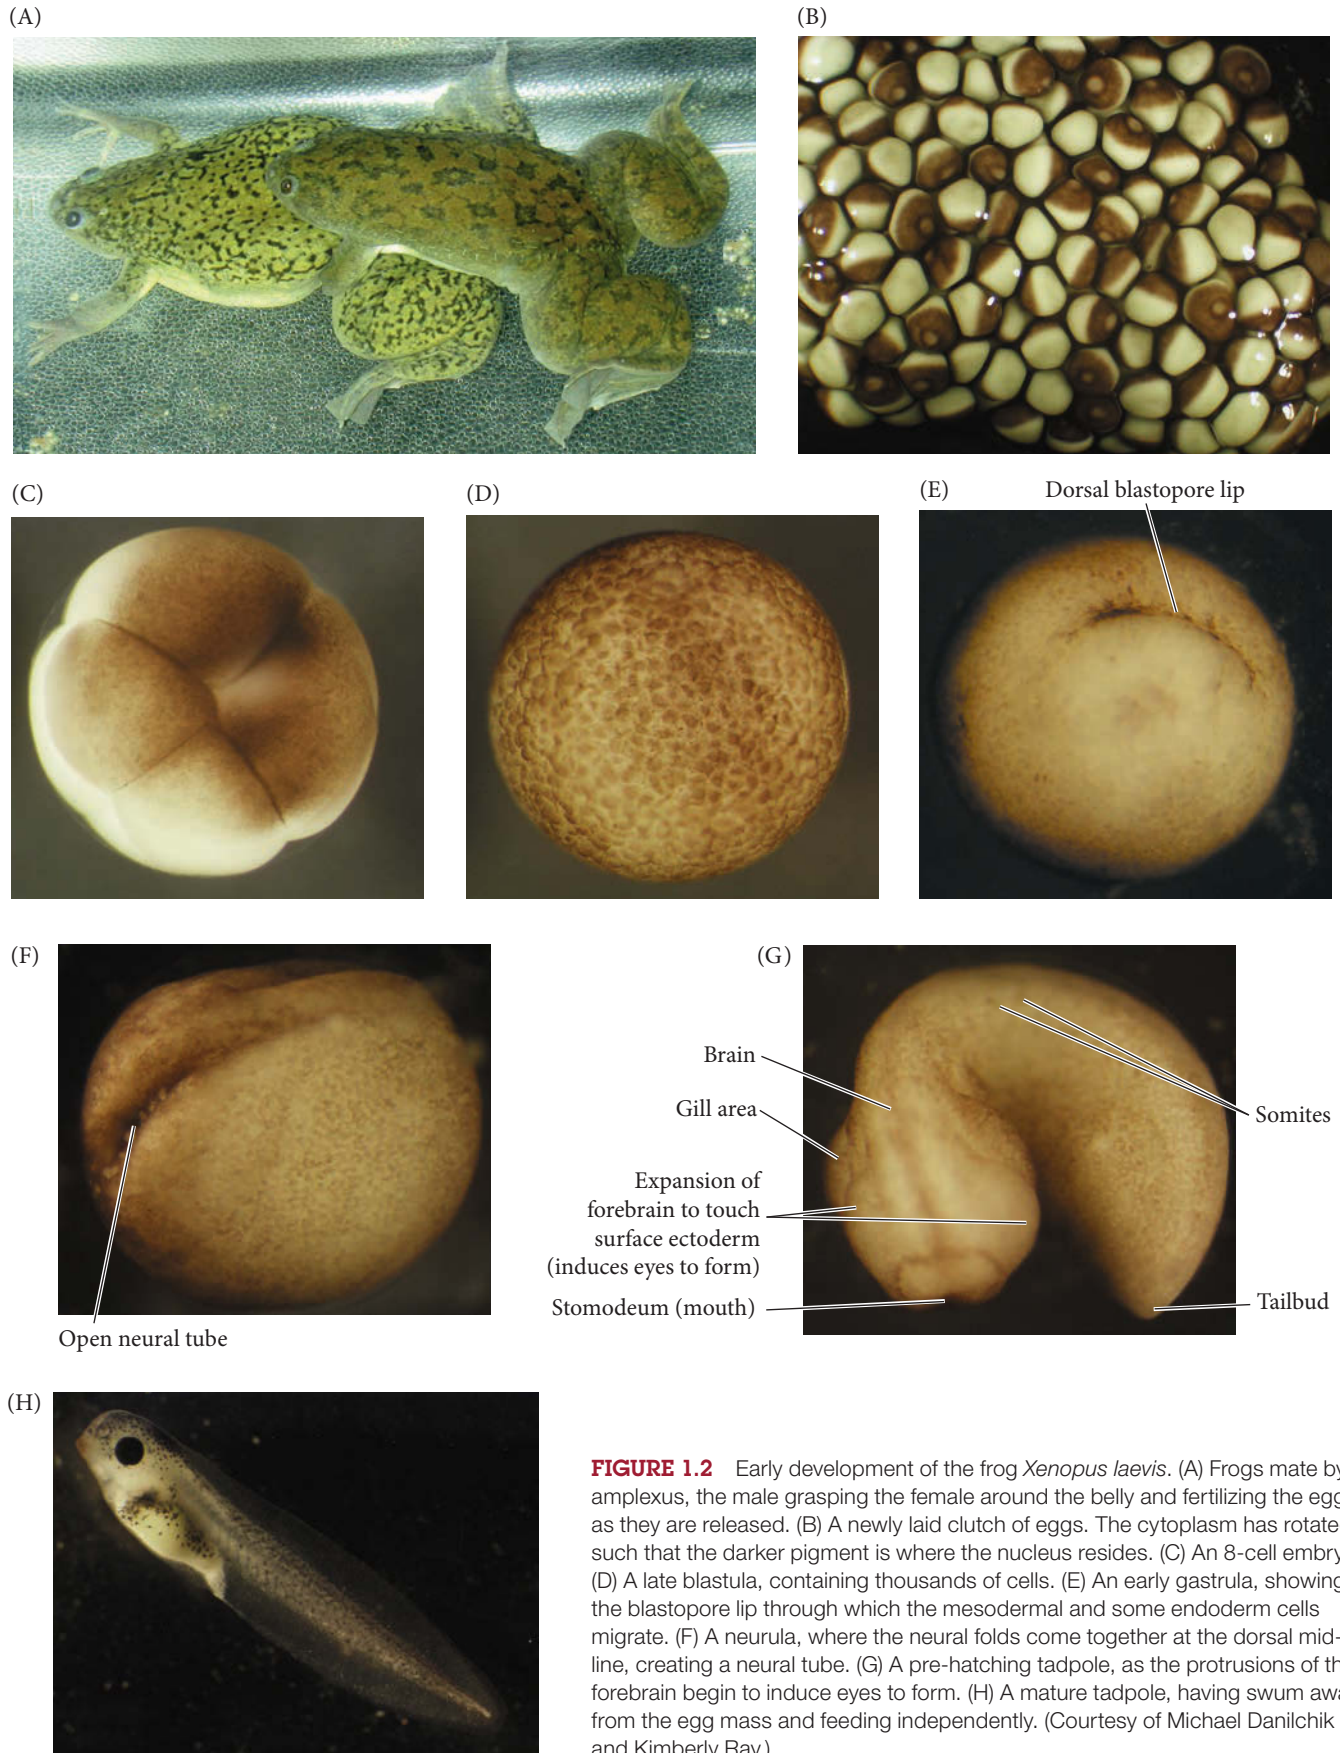 (A)
(B)
(C)
(D)
(E)
Dorsal blastopore lip
(F)
Open neural tube
(G)
Brain
Gill area
Expansion of
forebrain to touch
surface ectoderm
(induces eyes to form)
Stomodeum (mouth)
Somites
Tailbud
(H)
FIGURE 1.2 Early development of the frog Xenopus laevis. (A) Frogs mate by
amplexus, the male grasping the female around the belly and fertilizing the egg
as they are released. (B) A newly laid clutch of eggs. The cytoplasm has rotate
such that the darker pigment is where the nucleus resides. (C) An 8-cell embry
(D) A late blastula, containing thousands of cells. (E) An early gastrula, showing
the blastopore lip through which the mesodermal and some endoderm cells
migrate. (F) A neurula, where the neural folds come together at the dorsal mid-
line, creating a neural tube. (G) A pre-hatching tadpole, as the protrusions of th
forebrain begin to induce eyes to form. (H) A mature tadpole, having swum awa
from the egg mass and feeding independently. (Courtesy of Michael Danilchik
and Kimberly Ray.)